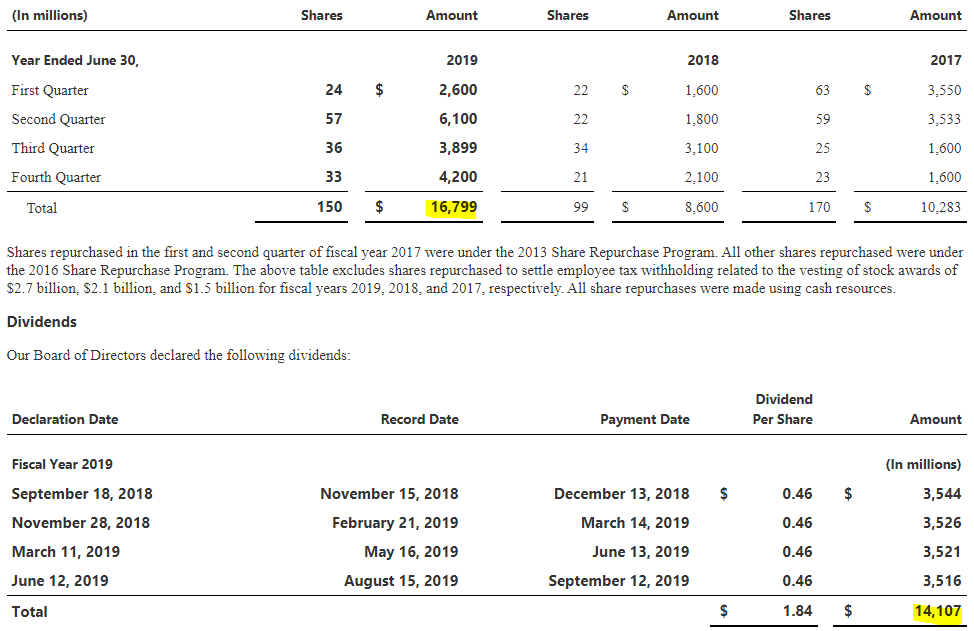 (In millions) Shares Amount Shares Amount Shares Amount
Year Ended June 30, 2019 2018 2017
First Quarter 24 $ 2,600 22 $ 1,600 63 $ 3,550
Second Quarter 57 6,100 22 1,800 59 3,533
Third Quarter 36 3,899 34 3,100 25 1,600
Fourth Quarter 33 4,200 21 2,100 23 1,600
Total 150 $ 16,799 99 $ 8,600 170 $ 10,283
Shares repurchased in the first and second quarter of fiscal year 2017 were under the 2013 Share Repurchase Program. All other shares repurchased were under
the 2016 Share Repurchase Program. The above table excludes shares repurchased to settle employee tax withholding related to the vesting of stock awards of
$2.7 billion, $2.1 billion, and $1.5 billion for fiscal years 2019, 2018, and 2017, respectively. All share repurchases were made using cash resources.
Dividends
Our Board of Directors declared the following dividends:
Dividend
Declaration Date Record Date Payment Date Per Share Amount
Fiscal Year 2019 (In millions)
September 18, 2018 November 15, 2018 December 13, 2018 $ 0.46 $ 3,544
November 28, 2018 February 21, 2019 March 14, 2019 0.46 3,526
March 11, 2019 May 16, 2019 June 13, 2019 0.46 3,521
June 12, 2019 August 15, 2019 September 12, 2019 0.46 3,516
Total $ 1.84 $ 14,107